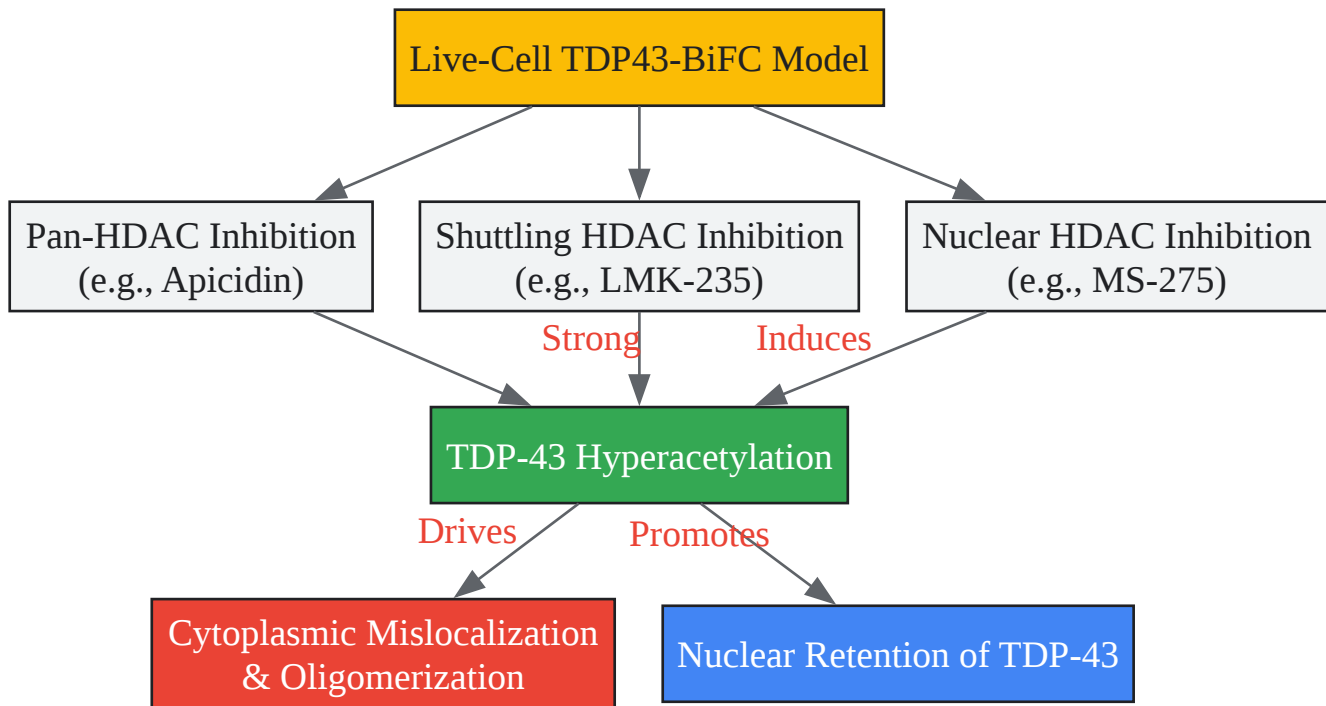 Live-Cell TDP43-BiFC Model
Pan-HDAC Inhibition
(e.g., Apicidin)
Shuttling HDAC Inhibition
(e.g., LMK-235)
Nuclear HDAC Inhibition
(e.g., MS-275)
Strong
Induces
TDP-43 Hyperacetylation
Drives
Promotes
Cytoplasmic Mislocalization
& Oligomerization
Nuclear Retention of TDP-43